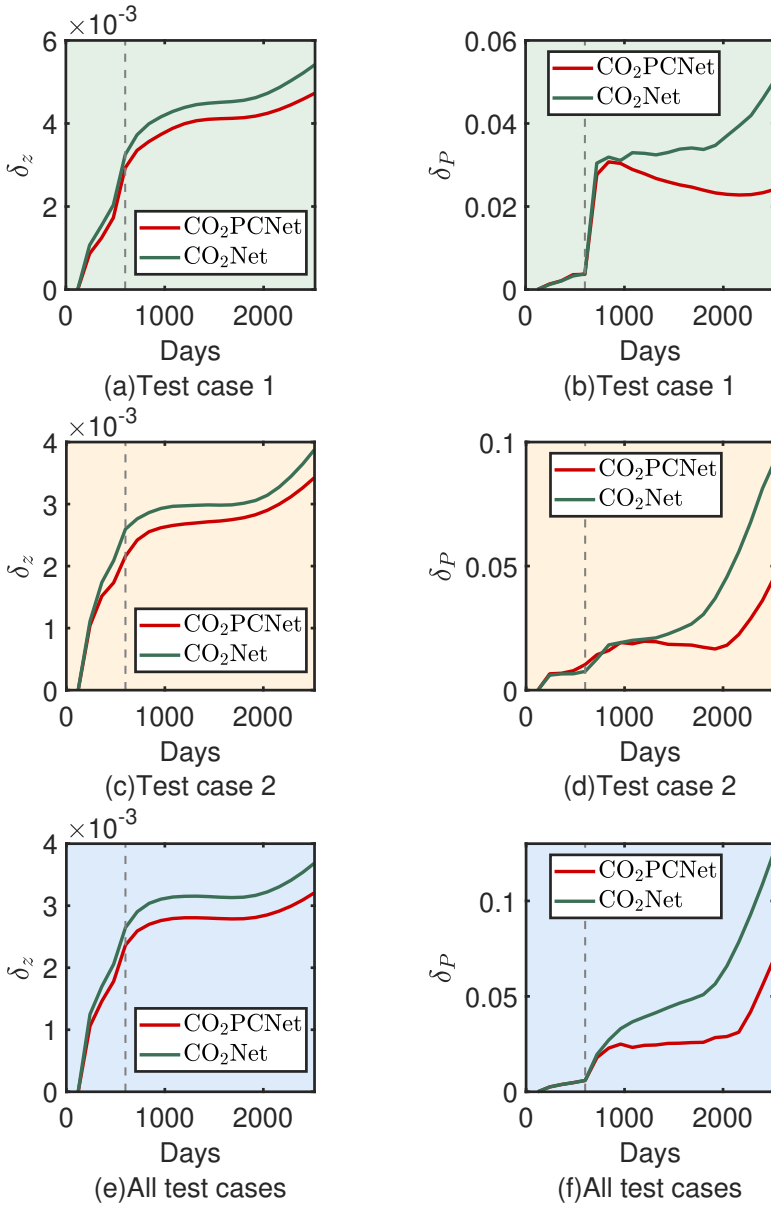 ×10⁻³
6
4
2
0
δz
CO₂PCNet
CO₂Net
0 1000 2000
Days
(a)Test case 1
0.06
0.04
0.02
0
δP
CO₂PCNet
CO₂Net
0 1000 2000
Days
(b)Test case 1
×10⁻³
4
3
2
1
0
δz
CO₂PCNet
CO₂Net
0 1000 2000
Days
(c)Test case 2
0.1
0.05
0
δP
CO₂PCNet
CO₂Net
0 1000 2000
Days
(d)Test case 2
×10⁻³
4
3
2
1
0
δz
CO₂PCNet
CO₂Net
0 1000 2000
Days
(e)All test cases
0.1
0.05
0
δP
CO₂PCNet
CO₂Net
0 1000 2000
Days
(f)All test cases